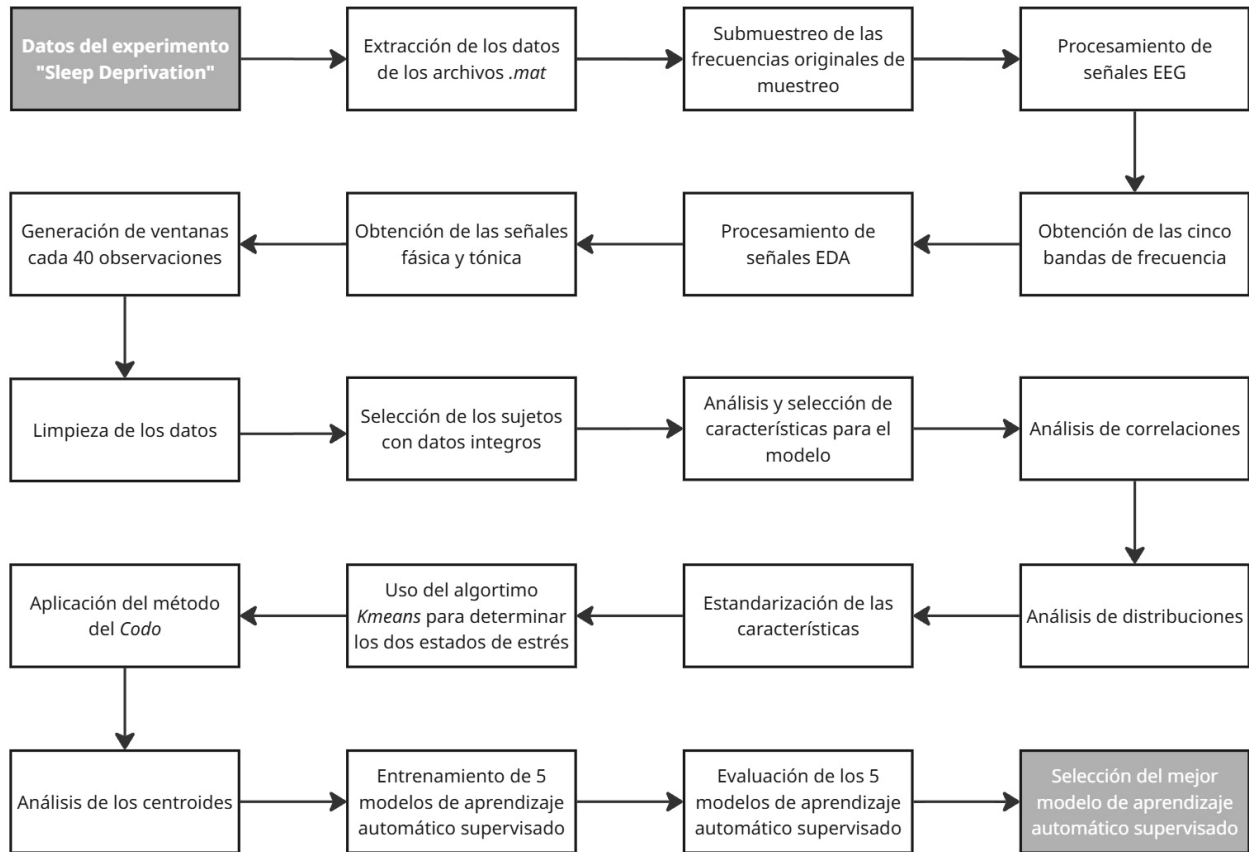 Datos del experimento
"Sleep Deprivation"
Extracción de los datos
de los archivos .mat
Submuestreo de las
frecuencias originales de
muestreo
Procesamiento de
señales EEG
Generación de ventanas
cada 40 observaciones
Obtención de las señales
fásica y tónica
Procesamiento de
señales EDA
Obtención de las cinco
bandas de frecuencia
Limpieza de los datos
Selección de los sujetos
con datos integros
Análisis y selección de
características para el
modelo
Análisis de correlaciones
Aplicación del método
del Codo
Uso del algortimo
Kmeans para determinar
los dos estados de estrés
Estandarización de las
características
Análisis de distribuciones
Análisis de los centroides
Entrenamiento de 5
modelos de aprendizaje
automático supervisado
Evaluación de los 5
modelos de aprendizaje
automático supervisado
Selección del mejor
modelo de aprendizaje
automático supervisado